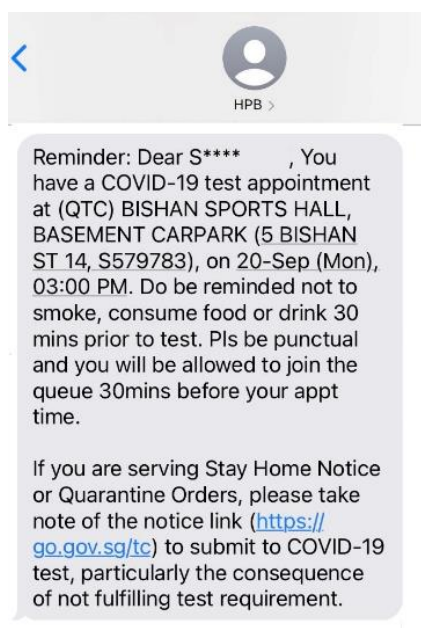 HPB >
Reminder: Dear S**** , You
have a COVID-19 test appointment
at (QTC) BISHAN SPORTS HALL,
BASEMENT CARPARK (5 BISHAN
ST 14, S579783), on 20-Sep (Mon),
03:00 PM. Do be reminded not to
smoke, consume food or drink 30
mins prior to test. Pls be punctual
and you will be allowed to join the
queue 30mins before your appt
time.
If you are serving Stay Home Notice
or Quarantine Orders, please take
note of the notice link (https://
go.gov.sg/tc) to submit to COVID-19
test, particularly the consequence
of not fulfilling test requirement.